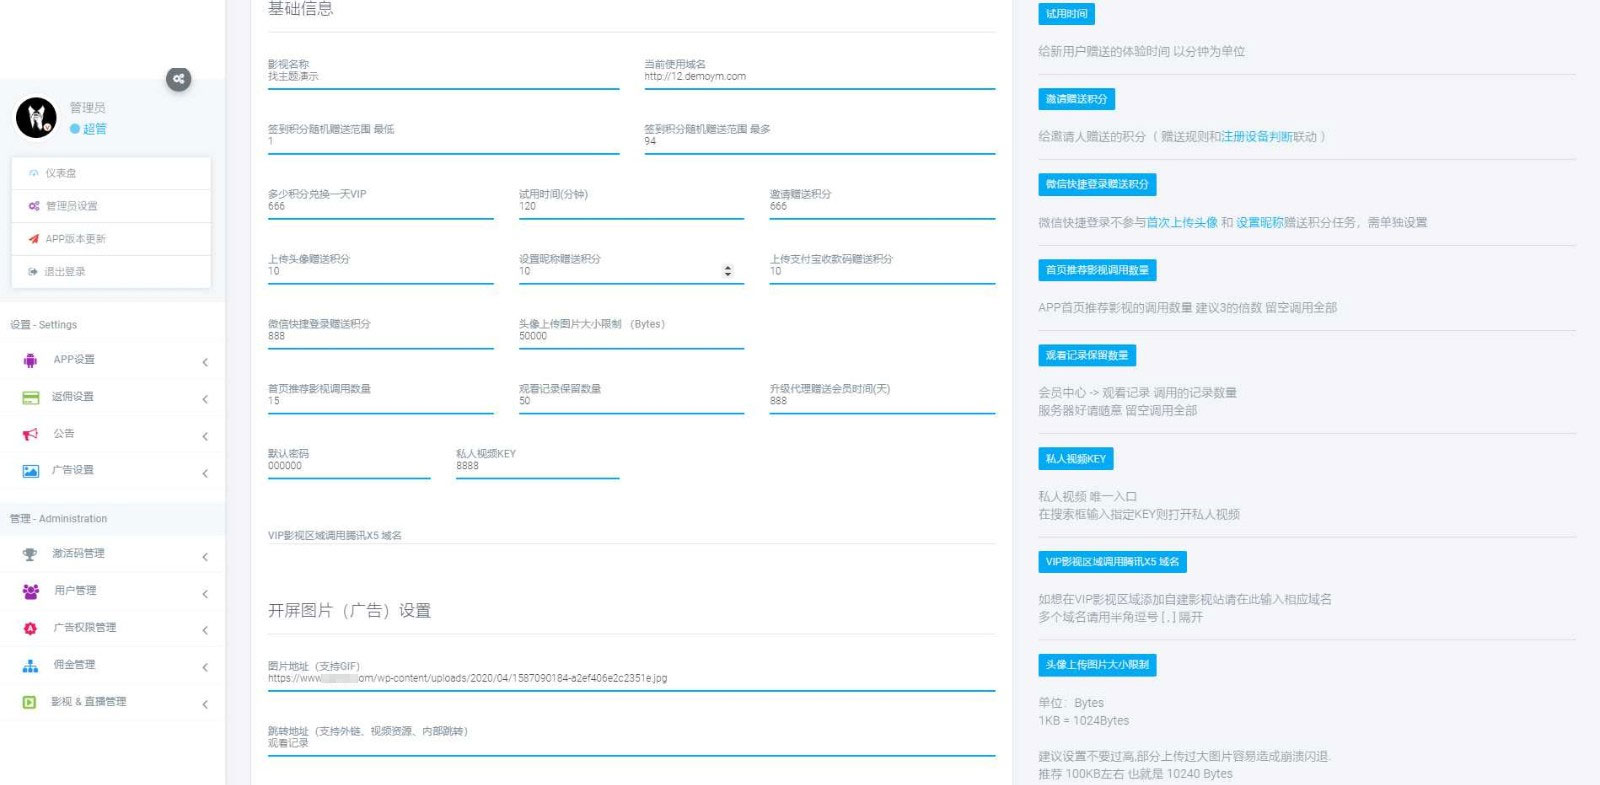 管理员
超管
仪表盘
管理员设置
APP版本更新
退出登录
设置 - Settings
APP设置
返佣设置
公告
广告设置
管理 - Administration
激活码管理
用户管理
广告权限管理
佣金管理
影视 & 直播管理
基础信息
影视名称
找主题演示
当前使用域名
http://12.demoym.com
签到积分随机赠送范围 最低
1
签到积分随机赠送范围 最多
94
多少积分兑换一天VIP
666
试用时间(分钟)
120
邀请赠送积分
666
上传头像赠送积分
10
设置昵称赠送积分
10
上传支付宝收款码赠送积分
10
微信快捷登录赠送积分
888
头像上传图片大小限制 （Bytes）
50000
首页推荐影视调用数量
15
观看记录保留数量
50
升级代理赠送会员时间(天)
888
默认密码
000000
私人视频KEY
8888
VIP影视区域调用腾讯X5 域名
开屏图片（广告）设置
图片地址（支持GIF）
https://www om/wp-content/uploads/2020/04/1587090184-a2ef406e2c2351e.jpg
跳转地址（支持外链、视频资源、内部跳转）
观看记录
试用时间
给新用户赠送的体验时间 以分钟为单位
邀请赠送积分
给邀请人赠送的积分（ 赠送规则和注册设备判断联动 ）
微信快捷登录赠送积分
微信快捷登录不参与首次上传头像 和 设置昵称赠送积分任务，需单独设置
首页推荐影视调用数量
APP首页推荐影视的调用数量 建议3的倍数 留空调用全部
观看记录保留数量
会员中心 -> 观看记录 调用的记录数量
服务器好请随意 留空调用全部
私人视频KEY
私人视频 唯一入口
在搜索框输入指定KEY则打开私人视频
VIP影视区域调用腾讯X5 域名
如想在VIP影视区域添加自建影视站请在此输入相应域名
多个域名请用半角逗号 [ , ] 隔开
头像上传图片大小限制
单位：Bytes
1KB = 1024Bytes
建议设置不要过高,部分上传过大图片容易造成崩溃闪退.
推荐 100KB左右 也就是 10240 Bytes